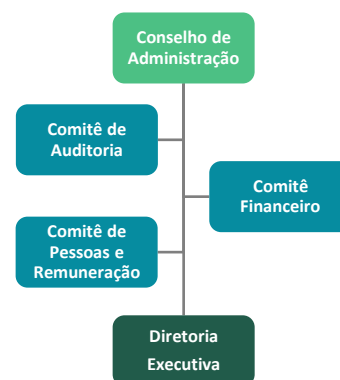 Conselho de
Administração
Comitê de
Auditoria
Comitê
Financeiro
Comitê de
Pessoas e
Remuneração
Diretoria
Executiva